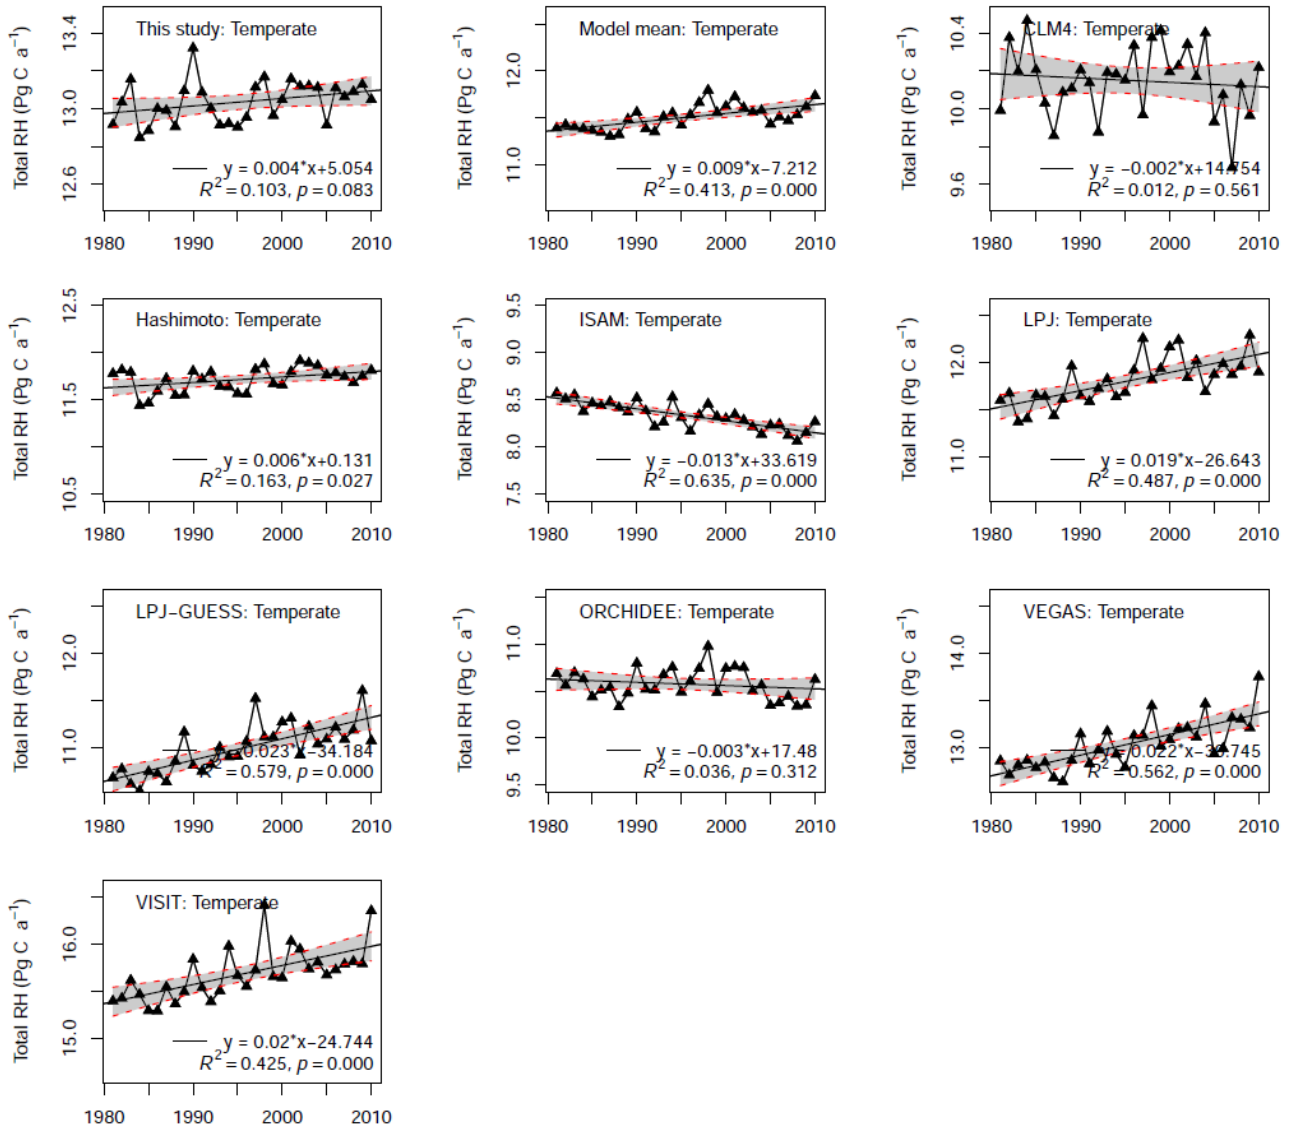 This study: Temperate
Total RH (Pg C a⁻¹)
13.4
13.0
12.6
y = 0.004*x+5.054
R² = 0.103, p = 0.083
1980 1990 2000 2010
Model mean: Temperate
Total RH (Pg C a⁻¹)
12.0
11.0
y = 0.009*x−7.212
R² = 0.413, p = 0.000
1980 1990 2000 2010
CLM4: Temperate
Total RH (Pg C a⁻¹)
10.4
10.0
9.6
y = −0.002*x+14.754
R² = 0.012, p = 0.561
1980 1990 2000 2010
Hashimoto: Temperate
Total RH (Pg C a⁻¹)
12.5
11.5
10.5
y = 0.006*x+0.131
R² = 0.163, p = 0.027
1980 1990 2000 2010
ISAM: Temperate
Total RH (Pg C a⁻¹)
9.5
9.0
8.5
8.0
7.5
y = −0.013*x+33.619
R² = 0.635, p = 0.000
1980 1990 2000 2010
LPJ: Temperate
Total RH (Pg C a⁻¹)
12.0
11.0
y = 0.019*x−26.643
R² = 0.487, p = 0.000
1980 1990 2000 2010
LPJ−GUESS: Temperate
Total RH (Pg C a⁻¹)
12.0
11.0
y = 0.023*x−34.184
R² = 0.579, p = 0.000
1980 1990 2000 2010
ORCHIDEE: Temperate
Total RH (Pg C a⁻¹)
11.0
10.0
9.5
y = −0.003*x+17.48
R² = 0.036, p = 0.312
1980 1990 2000 2010
VEGAS: Temperate
Total RH (Pg C a⁻¹)
14.0
13.0
y = 0.022*x
R² = 0.562, p = 0.000
1980 1990 2000 2010
VISIT: Temperate
Total RH (Pg C a⁻¹)
16.0
15.0
y = 0.02*x−24.744
R² = 0.425, p = 0.000
1980 1990 2000 2010